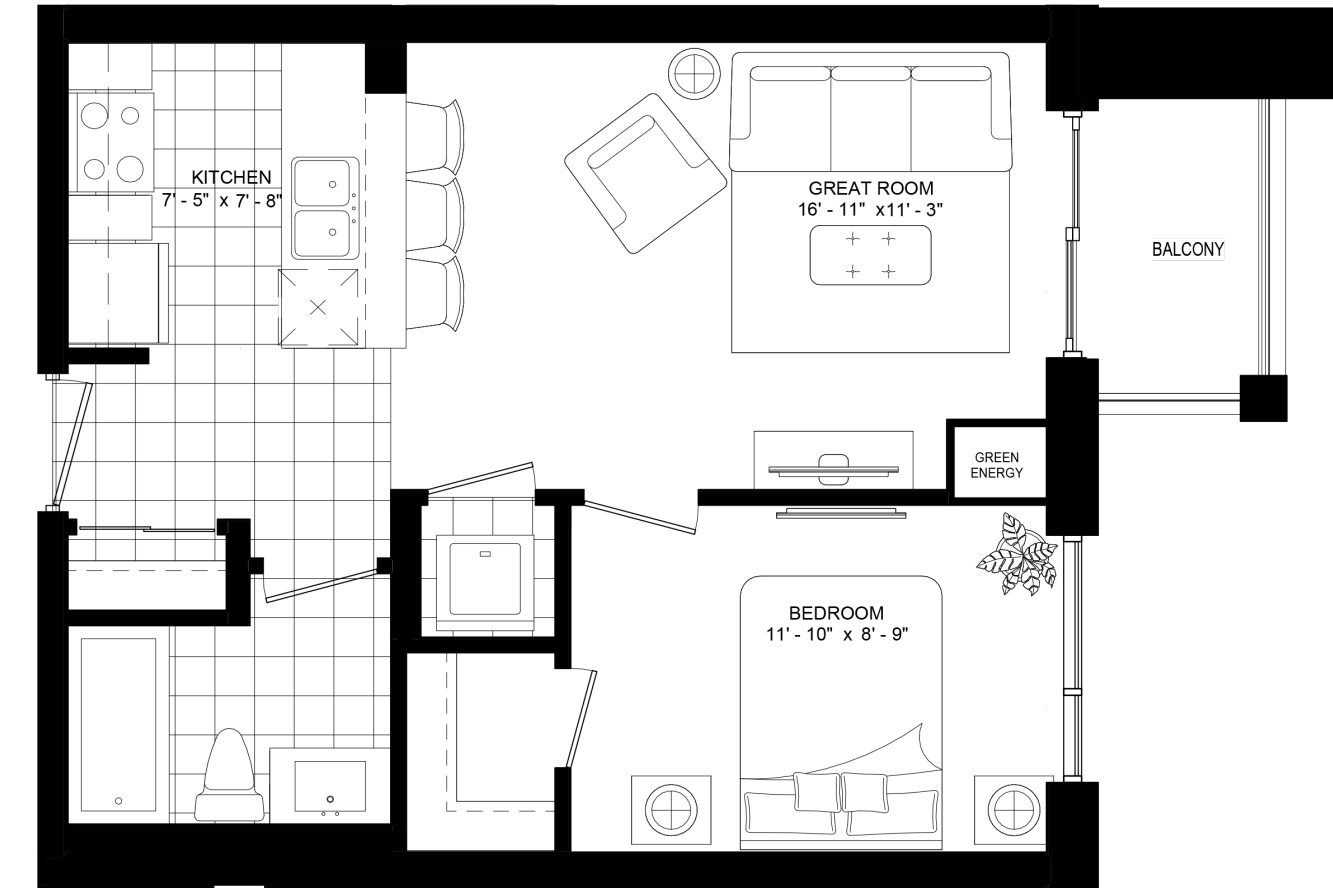 KITCHEN
7' - 5" x 7' - 8"
GREAT ROOM
16' - 11" x11' - 3"
BALCONY
GREEN
ENERGY
BEDROOM
11' - 10" x 8' - 9"